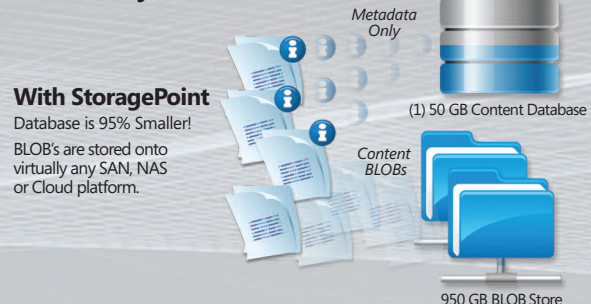 Metadata
Only
(1) 50 GB Content Database
With StoragePoint
Database is 95% Smaller!
BLOB's are stored onto
virtually any SAN, NAS
or Cloud platform.
Content
BLOBs
950 GB BLOB Store